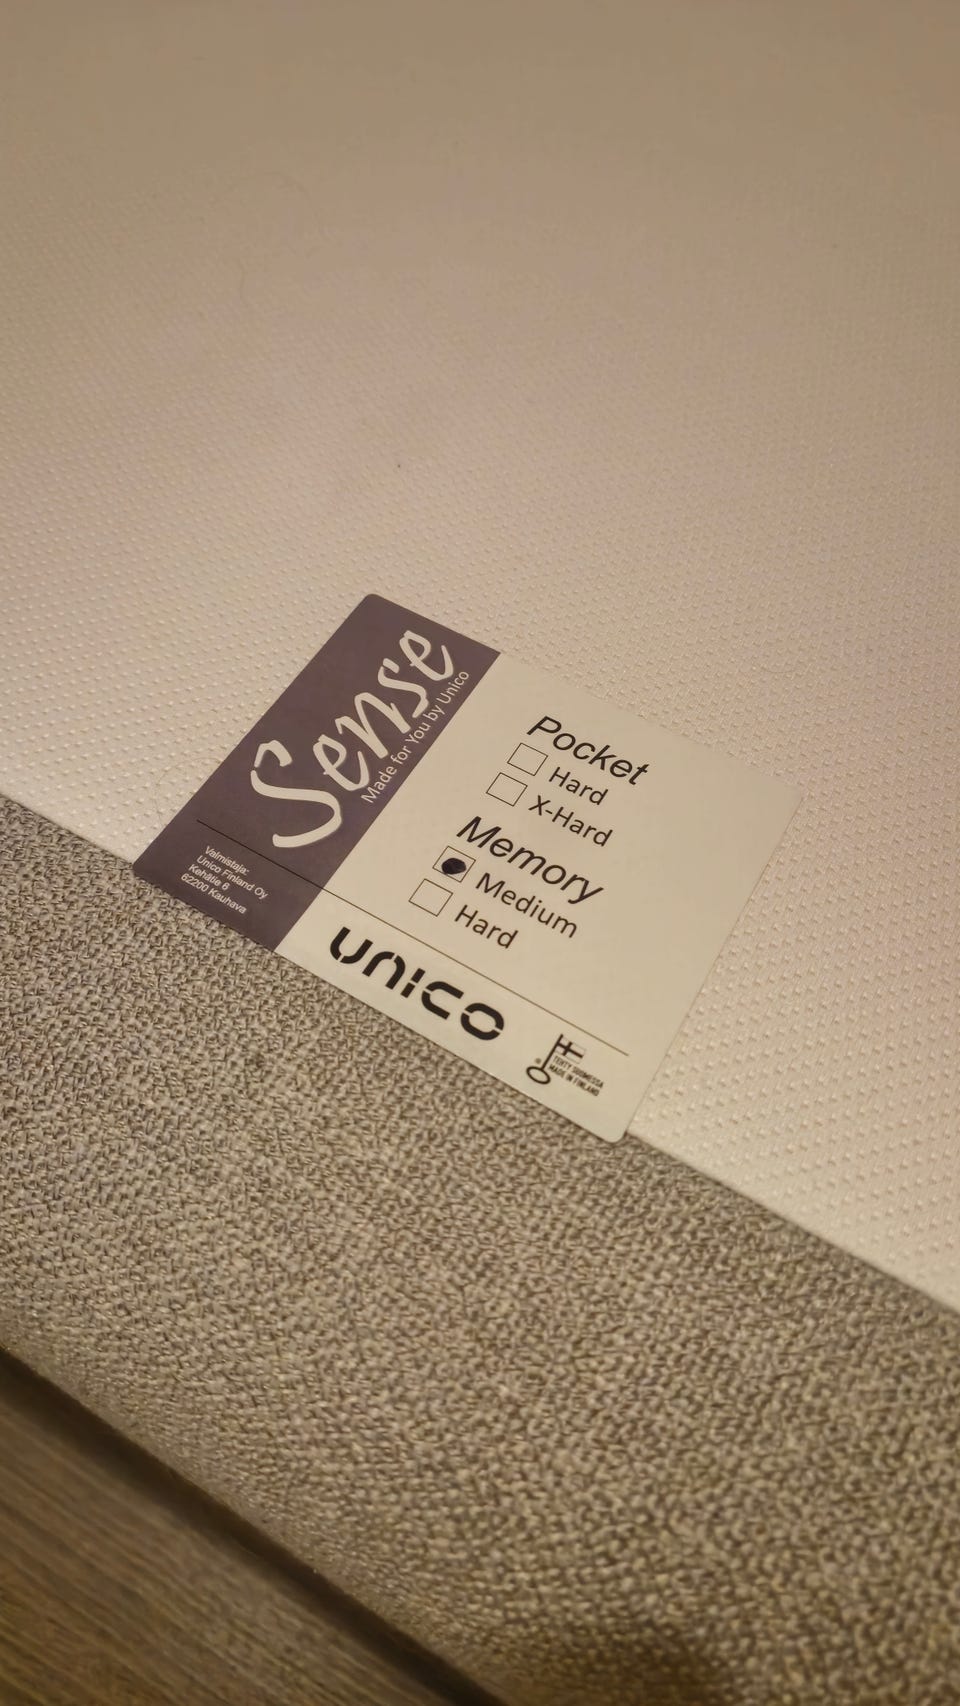 Sense
Made for You by Unico
Valmistaja:
Unico Finland Oy
Kehätie 6
62200 Kauhava
Pocket
Hard
X-Hard
Memory
Medium
Hard
UNICO
TEHTY SUOMESSA
MADE IN FINLAND